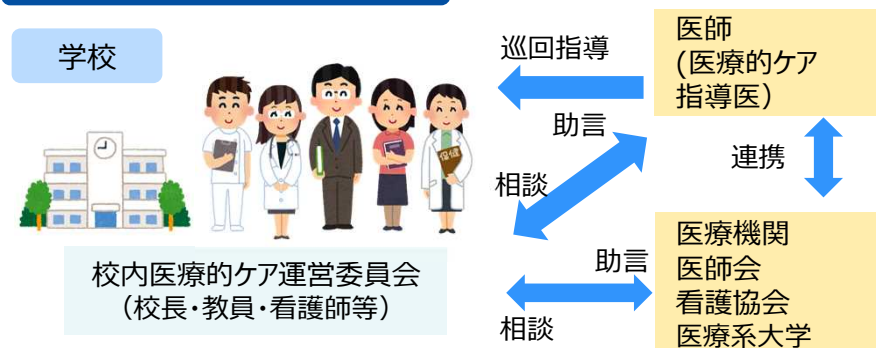 学校
校内医療的ケア運営委員会
（校長・教員・看護師等）
巡回指導
助言
相談
助言
相談
医師
(医療的ケア
指導医）
連携
医療機関
医師会
看護協会
医療系大学
保健